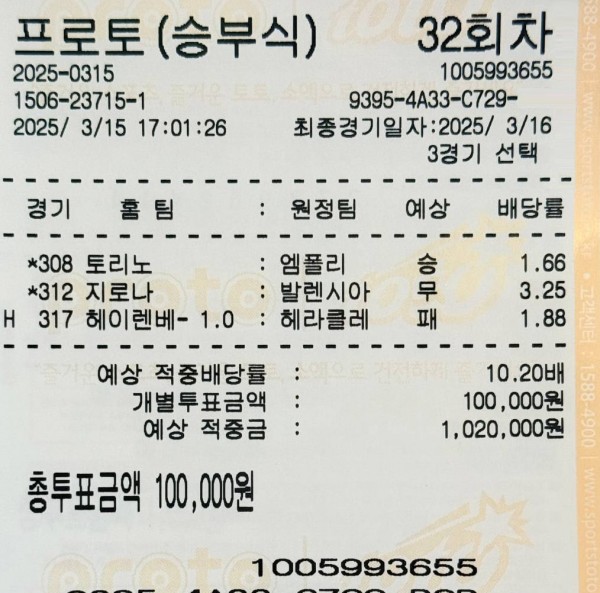 프로토(승부식) 32회차
2025-0315 1005993655
1506-23715-1 9395-4A33-C729-
2025/ 3/15 17:01:26 최종경기일자:2025/ 3/16
3경기 선택
경기 홈 팀 : 원정팀 예상 배당률
*308 토리노 : 엠폴리 승 1.66
*312 지로나 : 발렌시아 무 3.25
H 317 헤이렌베- 1.0 : 헤라클레 패 1.88
예상 적중배당률 : 10.20배
개별투표금액 : 100,000원
예상 적중금 : 1,020,000원
총투표금액 100,000원
1005993655